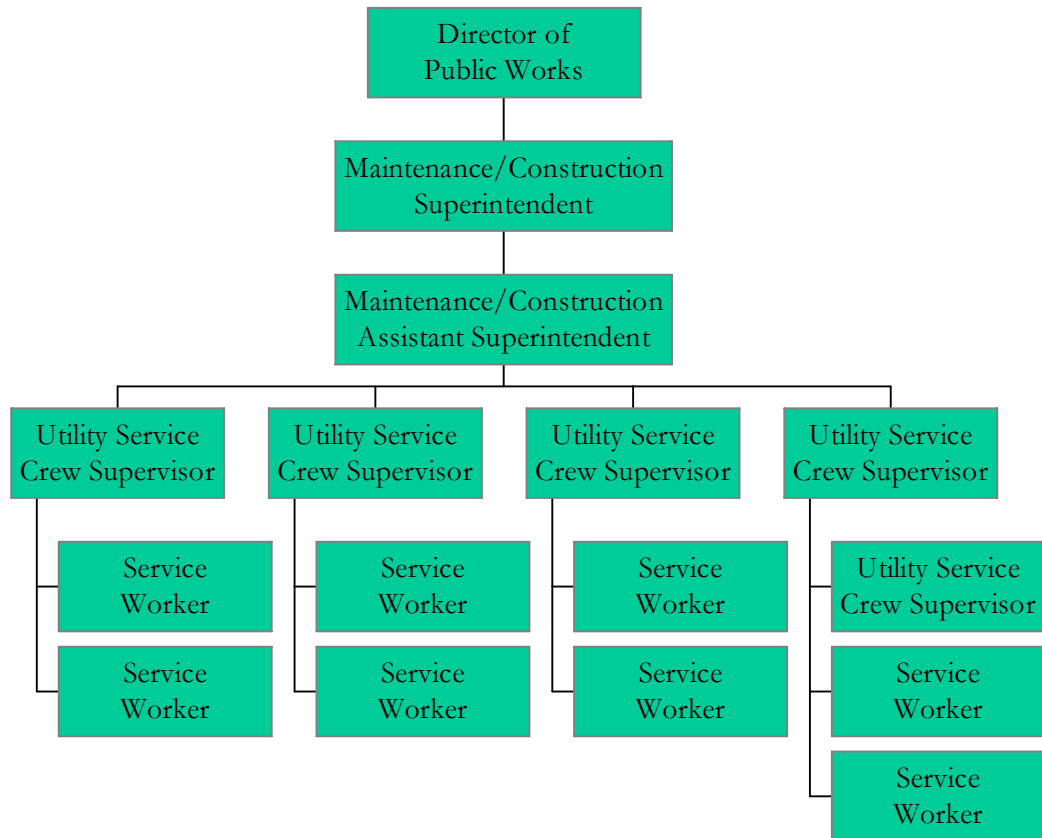 Director of
Public Works
Maintenance/Construction
Superintendent
Maintenance/Construction
Assistant Superintendent
Utility Service
Crew Supervisor
Utility Service
Crew Supervisor
Utility Service
Crew Supervisor
Utility Service
Crew Supervisor
Service
Worker
Service
Worker
Service
Worker
Utility Service
Crew Supervisor
Service
Worker
Service
Worker
Service
Worker
Service
Worker
Service
Worker